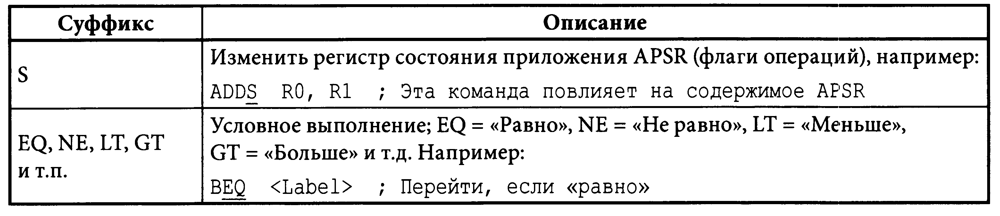 Суффикс Описание
S
Изменить регистр состояния приложения APSR (флаги операций), например:
ADDS R0, R1 ; Эта команда повлияет на содержимое APSR
EQ, NE, LT, GT
и т.п.
Условное выполнение; EQ = «Равно», NE = «Не равно», LT = «Меньше»,
GT = «Больше» и т.д. Например:
BEQ <Label> ; Перейти, если «равно»